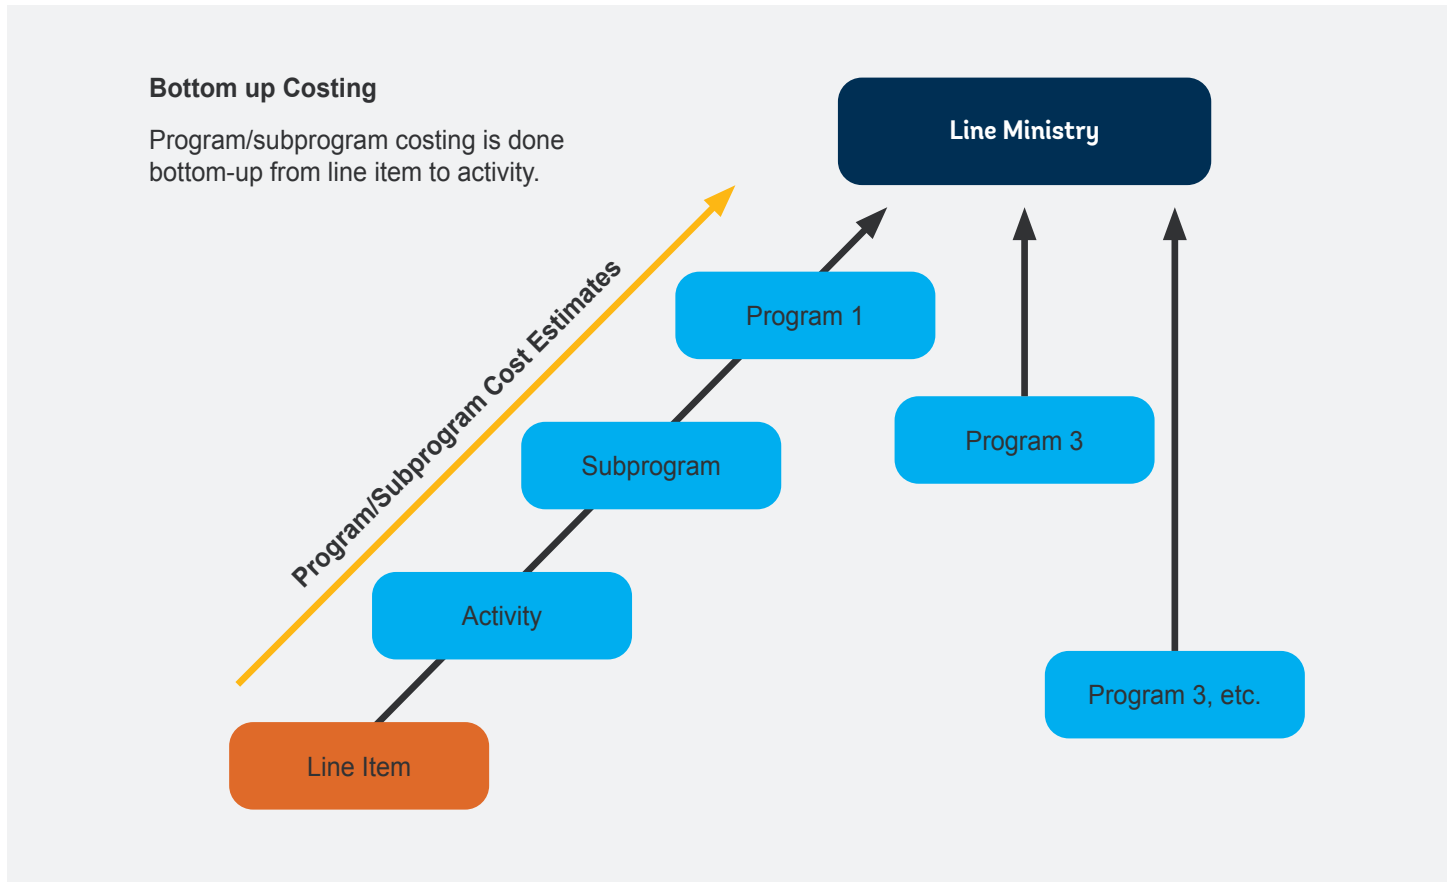 Bottom up Costing
Program/subprogram costing is done
bottom-up from line item to activity.
Line Ministry
Program/Subprogram Cost Estimates
Program 1
Program 3
Subprogram
Activity
Program 3, etc.
Line Item